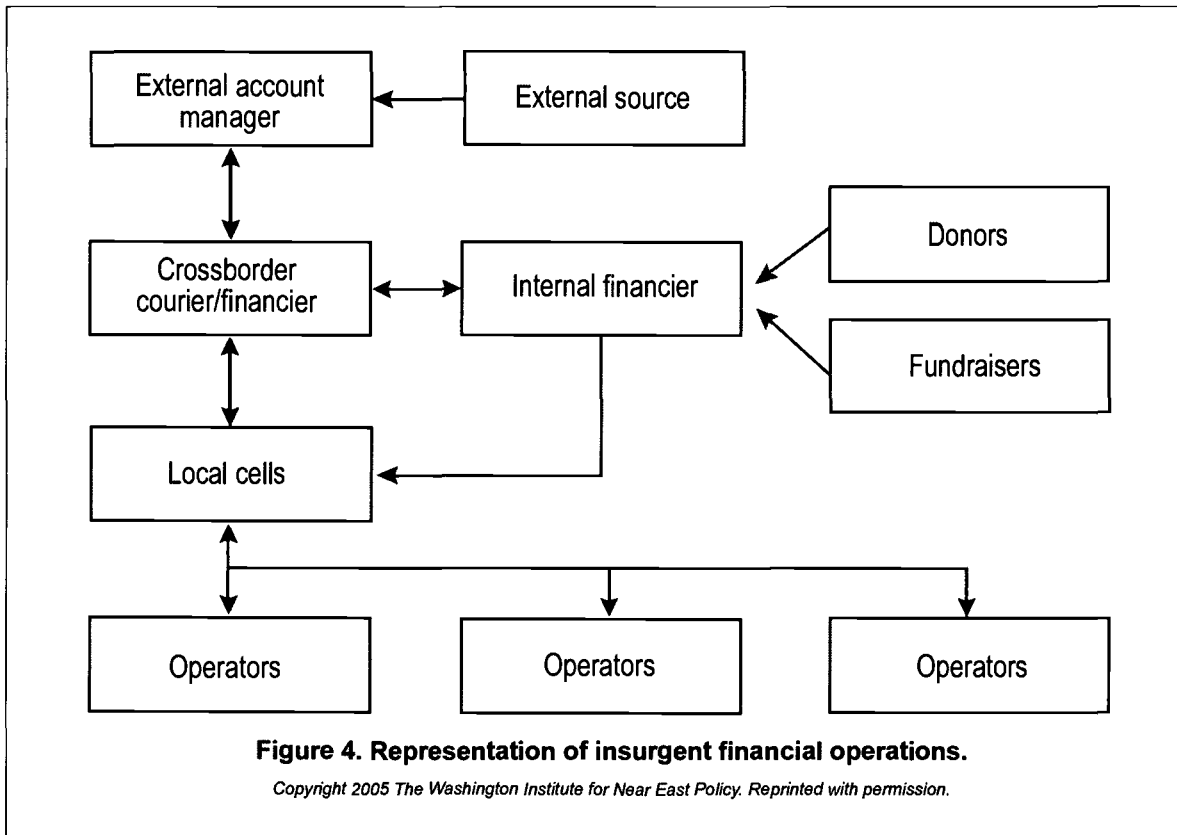 External account
manager
External source
Donors
Crossborder
courier/financier
Internal financier
Fundraisers
Local cells
Operators
Operators
Operators
Figure 4. Representation of insurgent financial operations.
Copyright 2005 The Washington Institute for Near East Policy. Reprinted with permission.